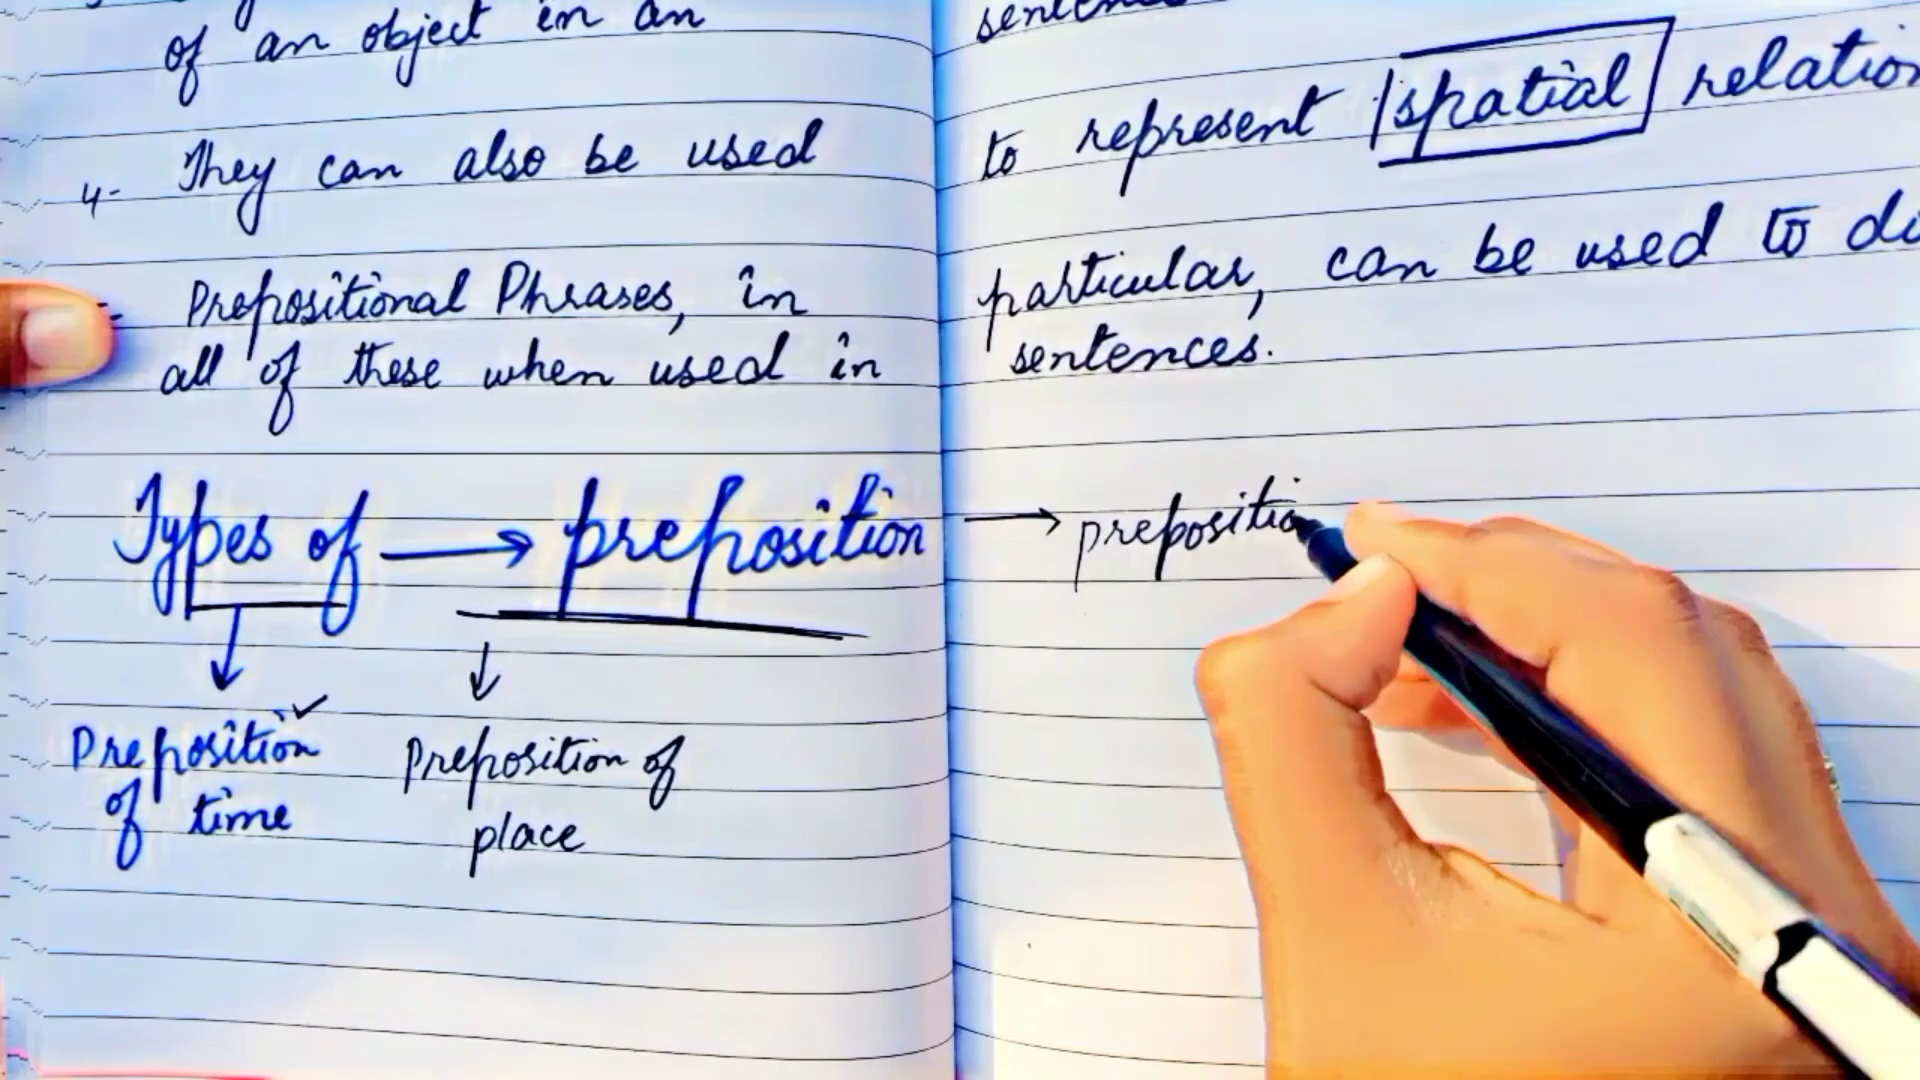 of an object in an
to represent spatial
4- They can also be used
Prepositional Phrases, in particular, can be used to
all of these when used in sentences.
Types of → preposition → prepositio
Preposition of time
Preposition of place